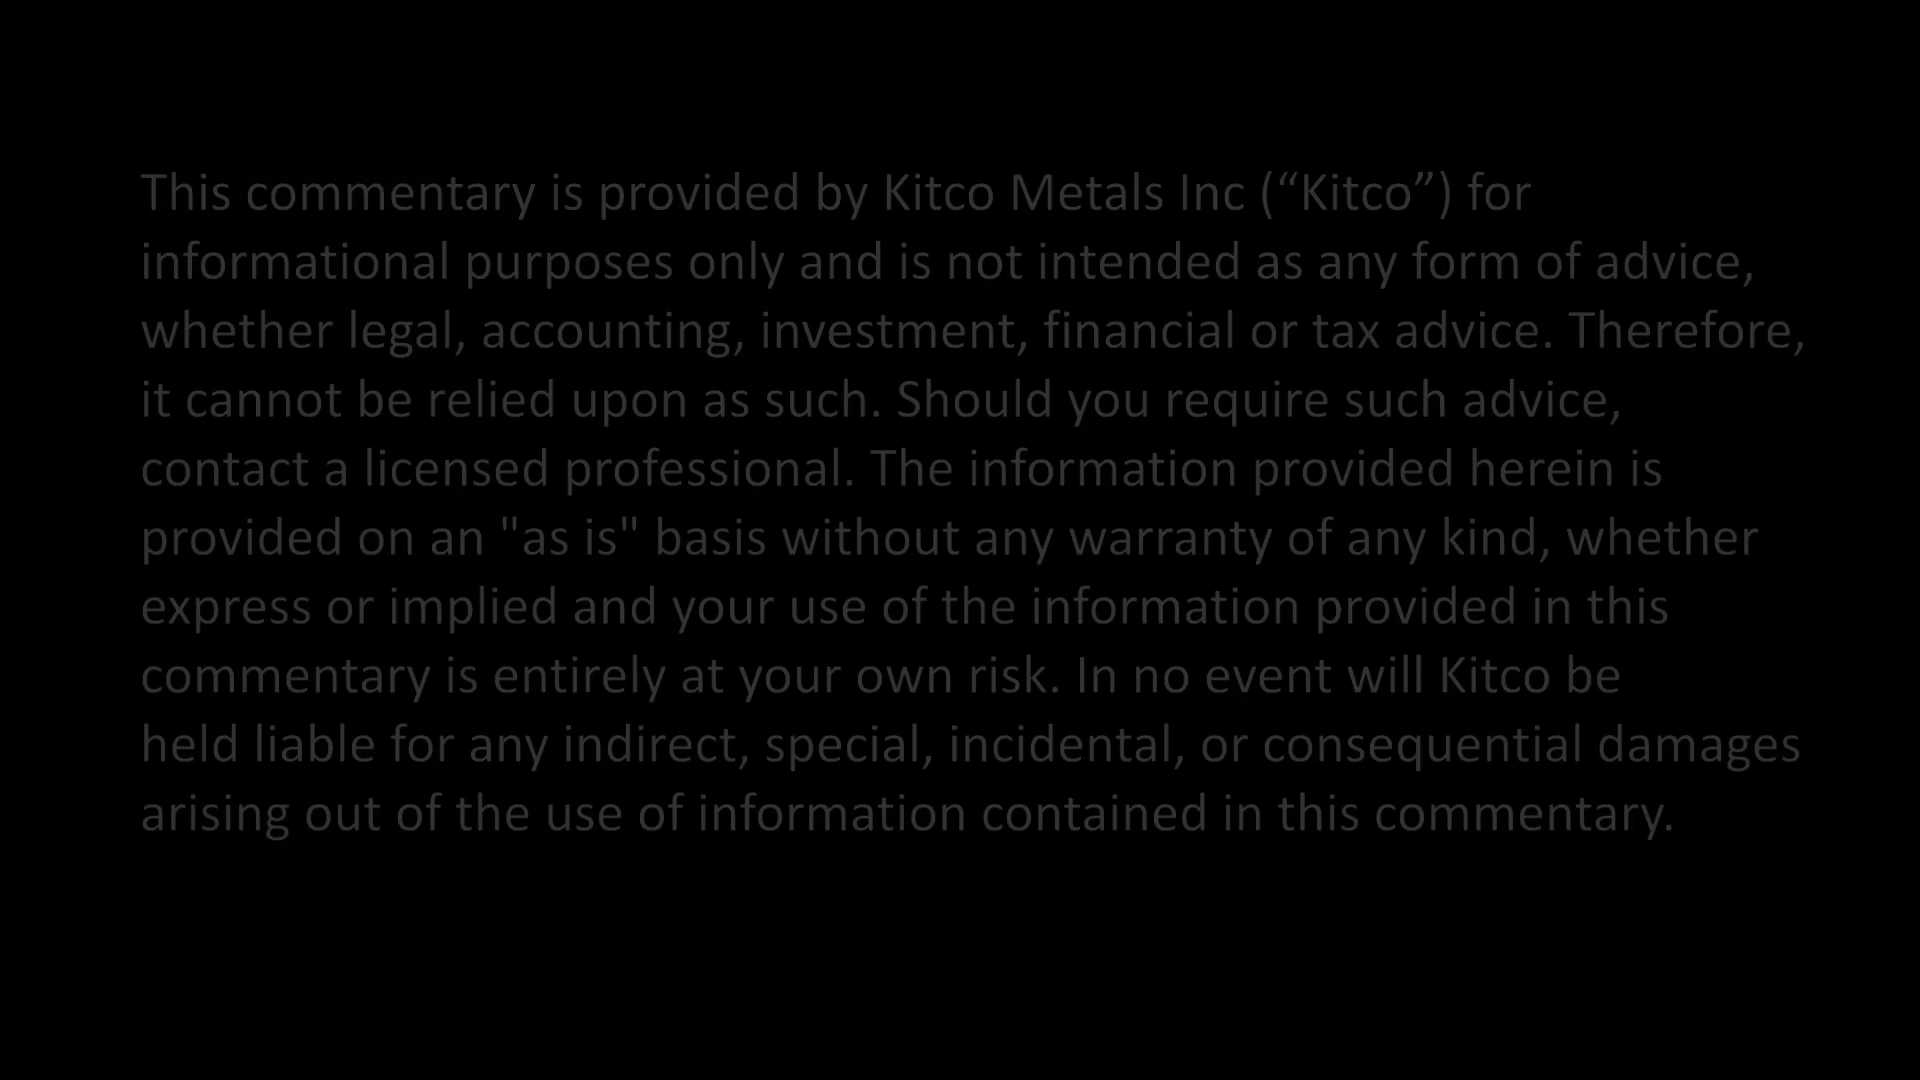 This commentary is provided by Kitco Metals Inc (“Kitco”) for
informational purposes only and is not intended as any form of advice,
whether legal, accounting, investment, financial or tax advice. Therefore,
it cannot be relied upon as such. Should you require such advice,
contact a licensed professional. The information provided herein is
provided on an "as is" basis without any warranty of any kind, whether
express or implied and your use of the information provided in this
commentary is entirely at your own risk. In no event will Kitco be
held liable for any indirect, special, incidental, or consequential damages
arising out of the use of information contained in this commentary.